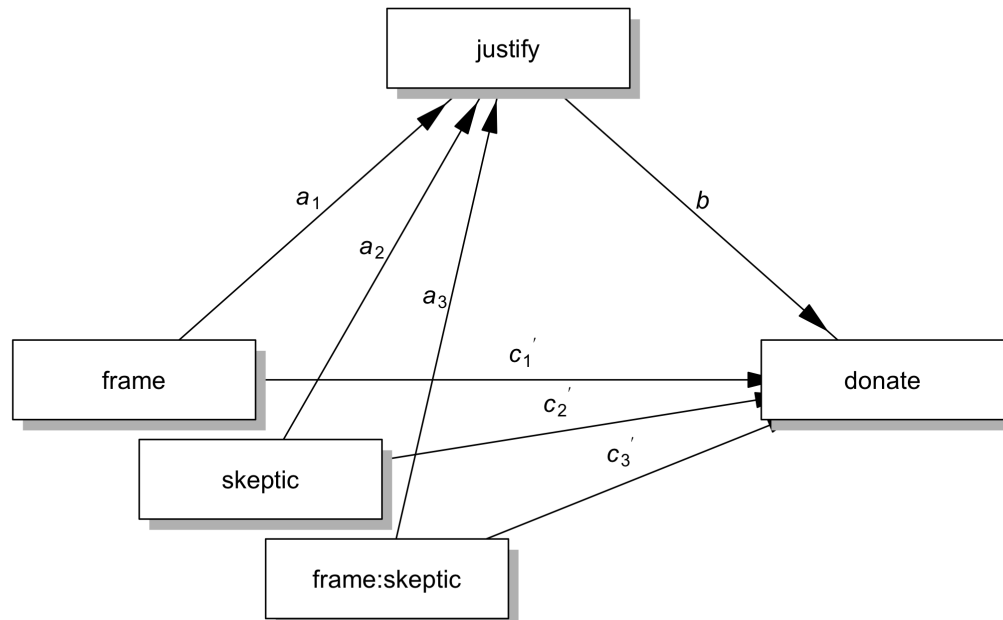 justify
a₁
a₂
a₃
b
frame
c₁′
donate
c₂′
skeptic
c₃′
frame:skeptic